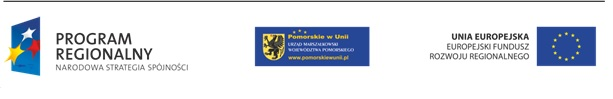 PROGRAM
REGIONALNY
NARODOWA STRATEGIA SPÓJNOŚCI
Pomorskie w Unii
URZĄD MARSZAŁKOWSKI
WOJEWÓDZTWA POMORSKIEGO
www.pomorskiewunii.pl
UNIA EUROPEJSKA
EUROPEJSKI FUNDUSZ
ROZWOJU REGIONALNEGO